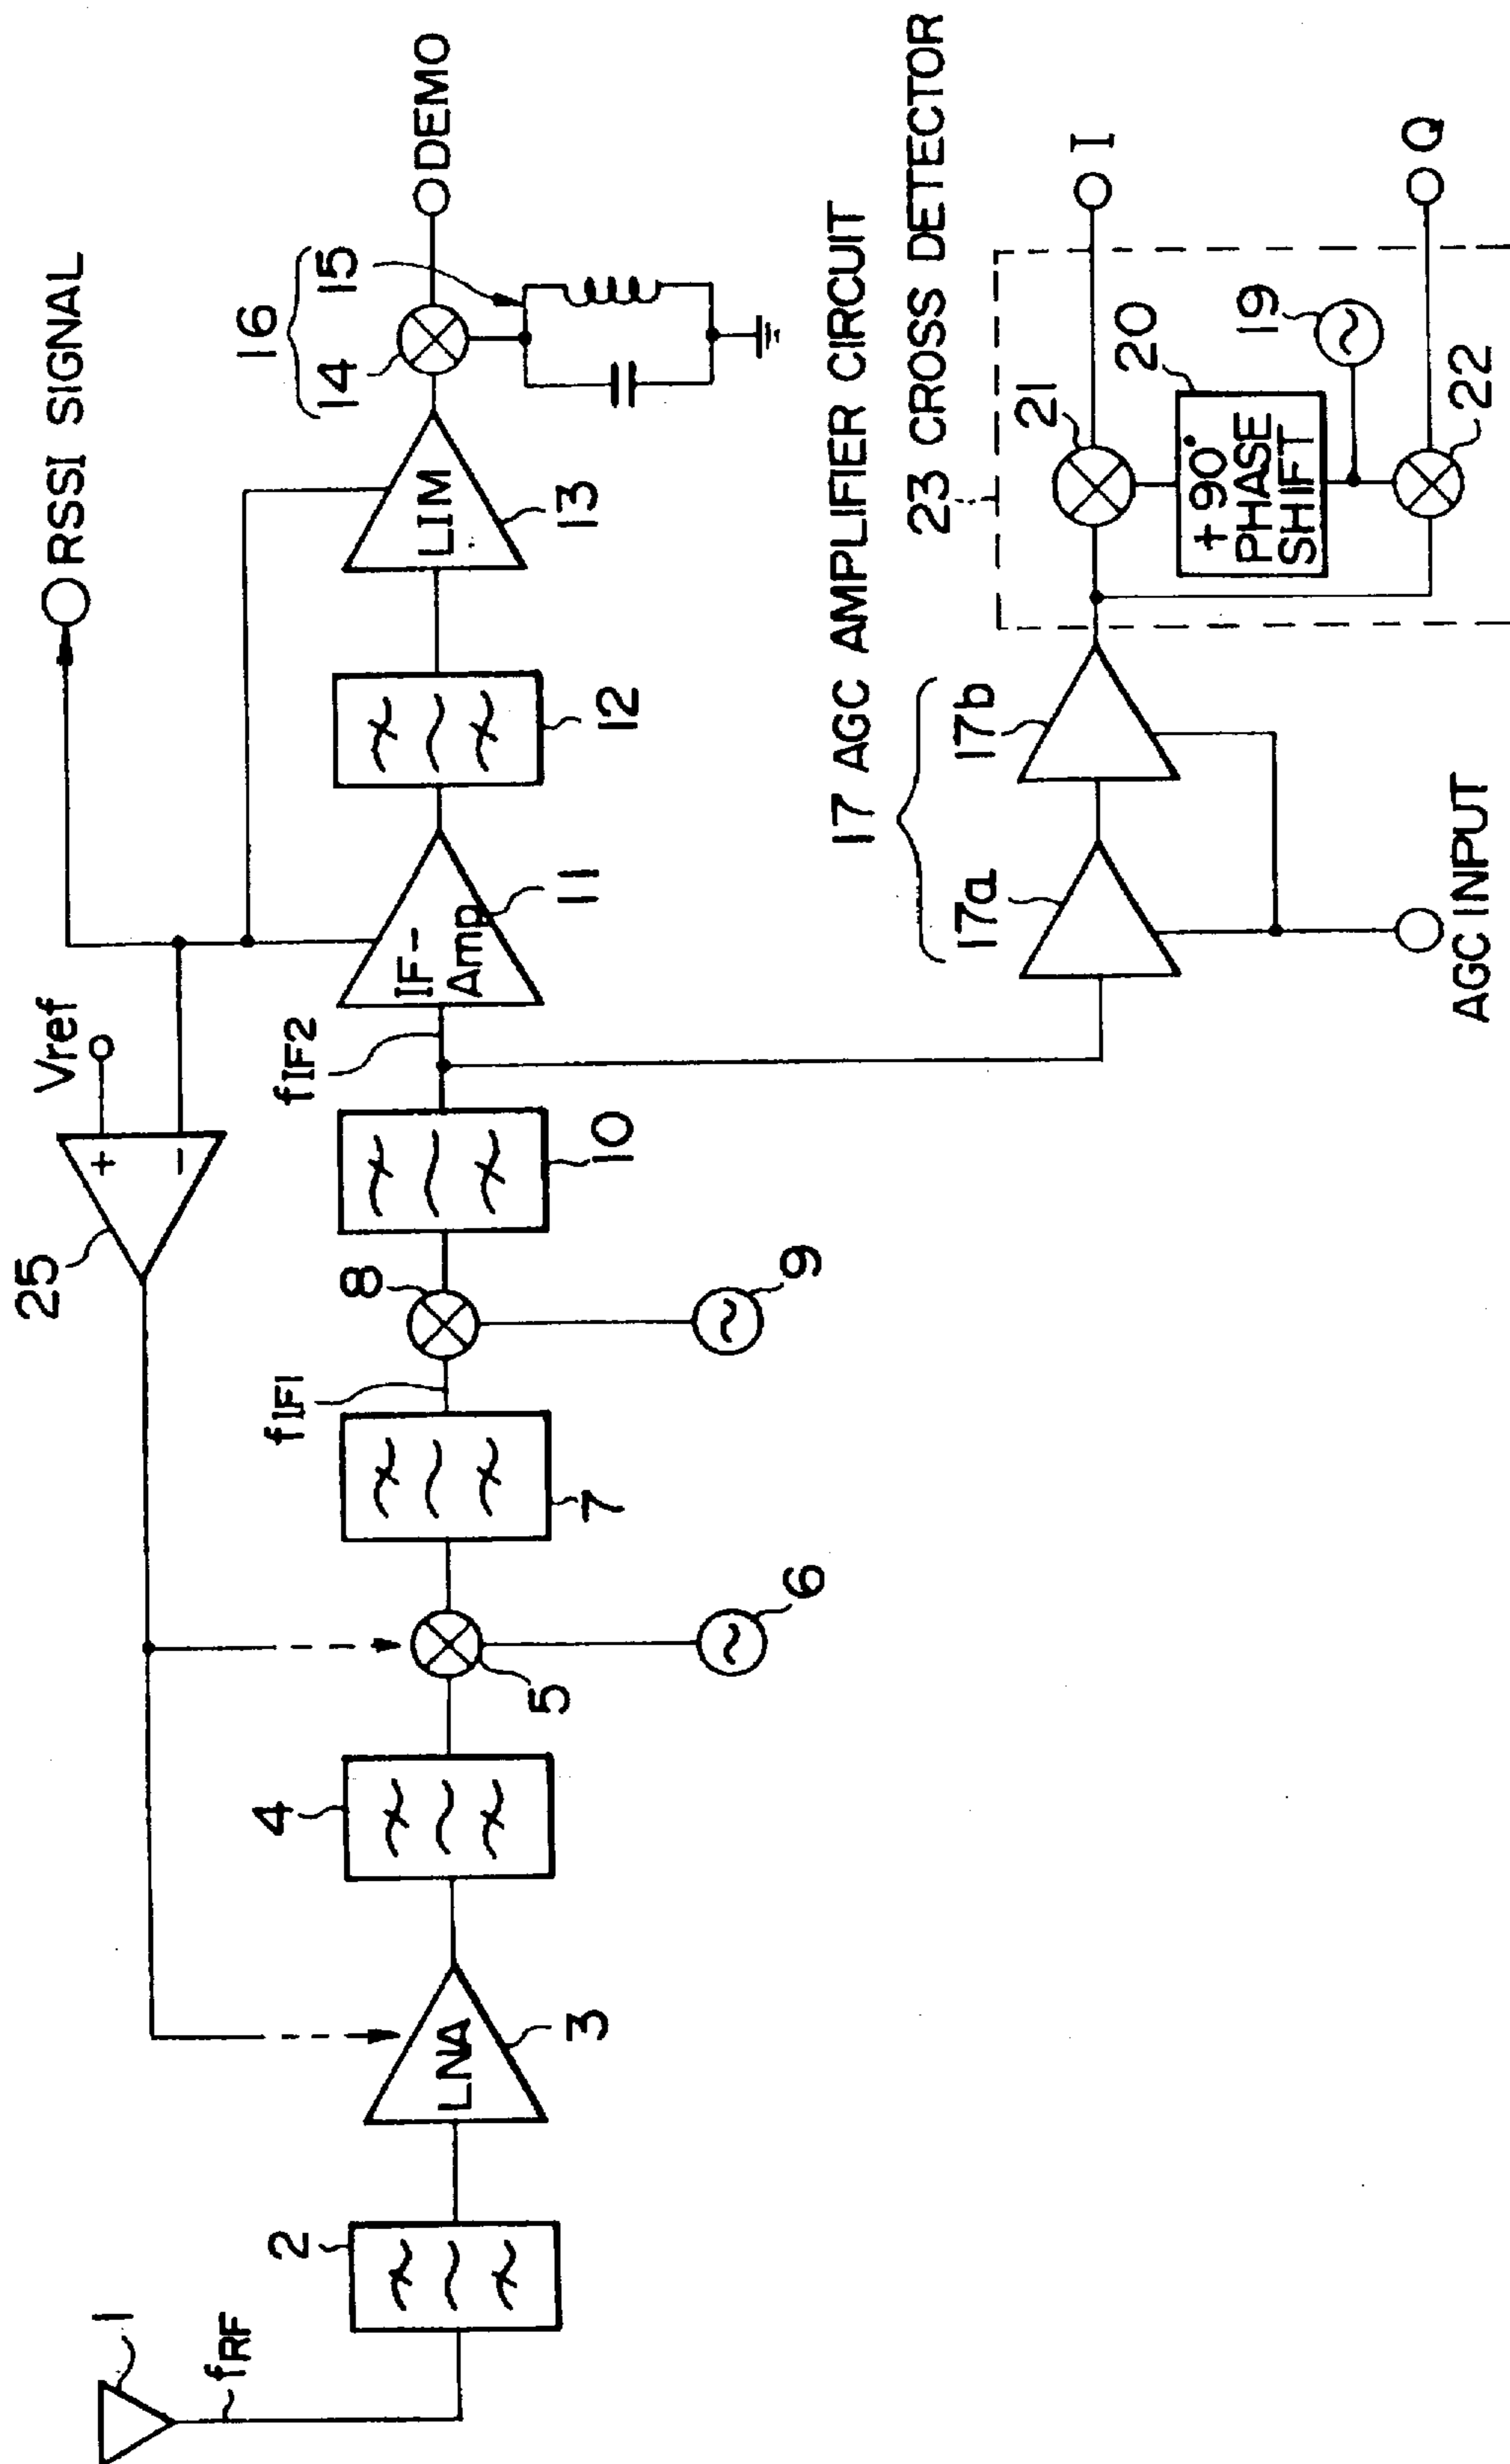 RSSI SIGNAL
Vref
25
+
−
16
14
15
DEMO
1
fRF
2
LNA
3
4
5
6
7
fIF1
8
9
10
fIF2
IF-
Amp
11
12
LIM
13
17 AGC AMPLIFIER CIRCUIT
17a
17b
AGC INPUT
23 CROSS DETECTOR
21
I
+90°
PHASE
SHIFT
20
19
22
Q